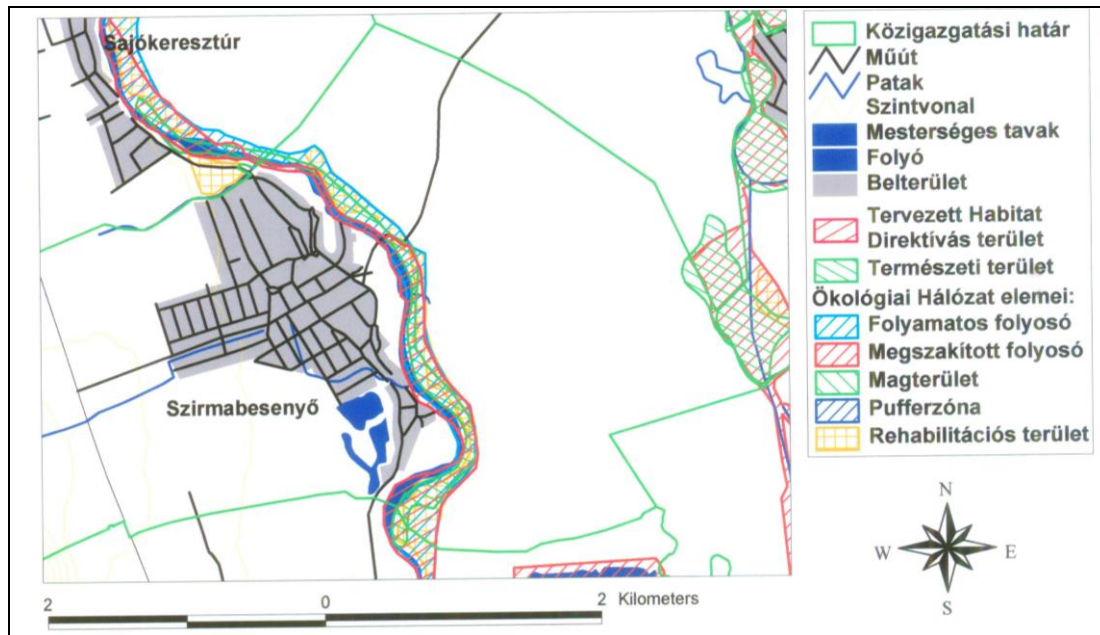 Sajókeresztúr
Szirmabesenyő
Közigazgatási határ
Műút
Patak
Szintvonal
Mesterséges tavak
Folyó
Belterület
Tervezett Habitat
Direktívás terület
Természeti terület
Ökológiai Hálózat elemei:
Folyamatos folyosó
Megszakított folyosó
Magterület
Pufferzóna
Rehabilitációs terület
N
W
E
S
2
0
2 Kilometers